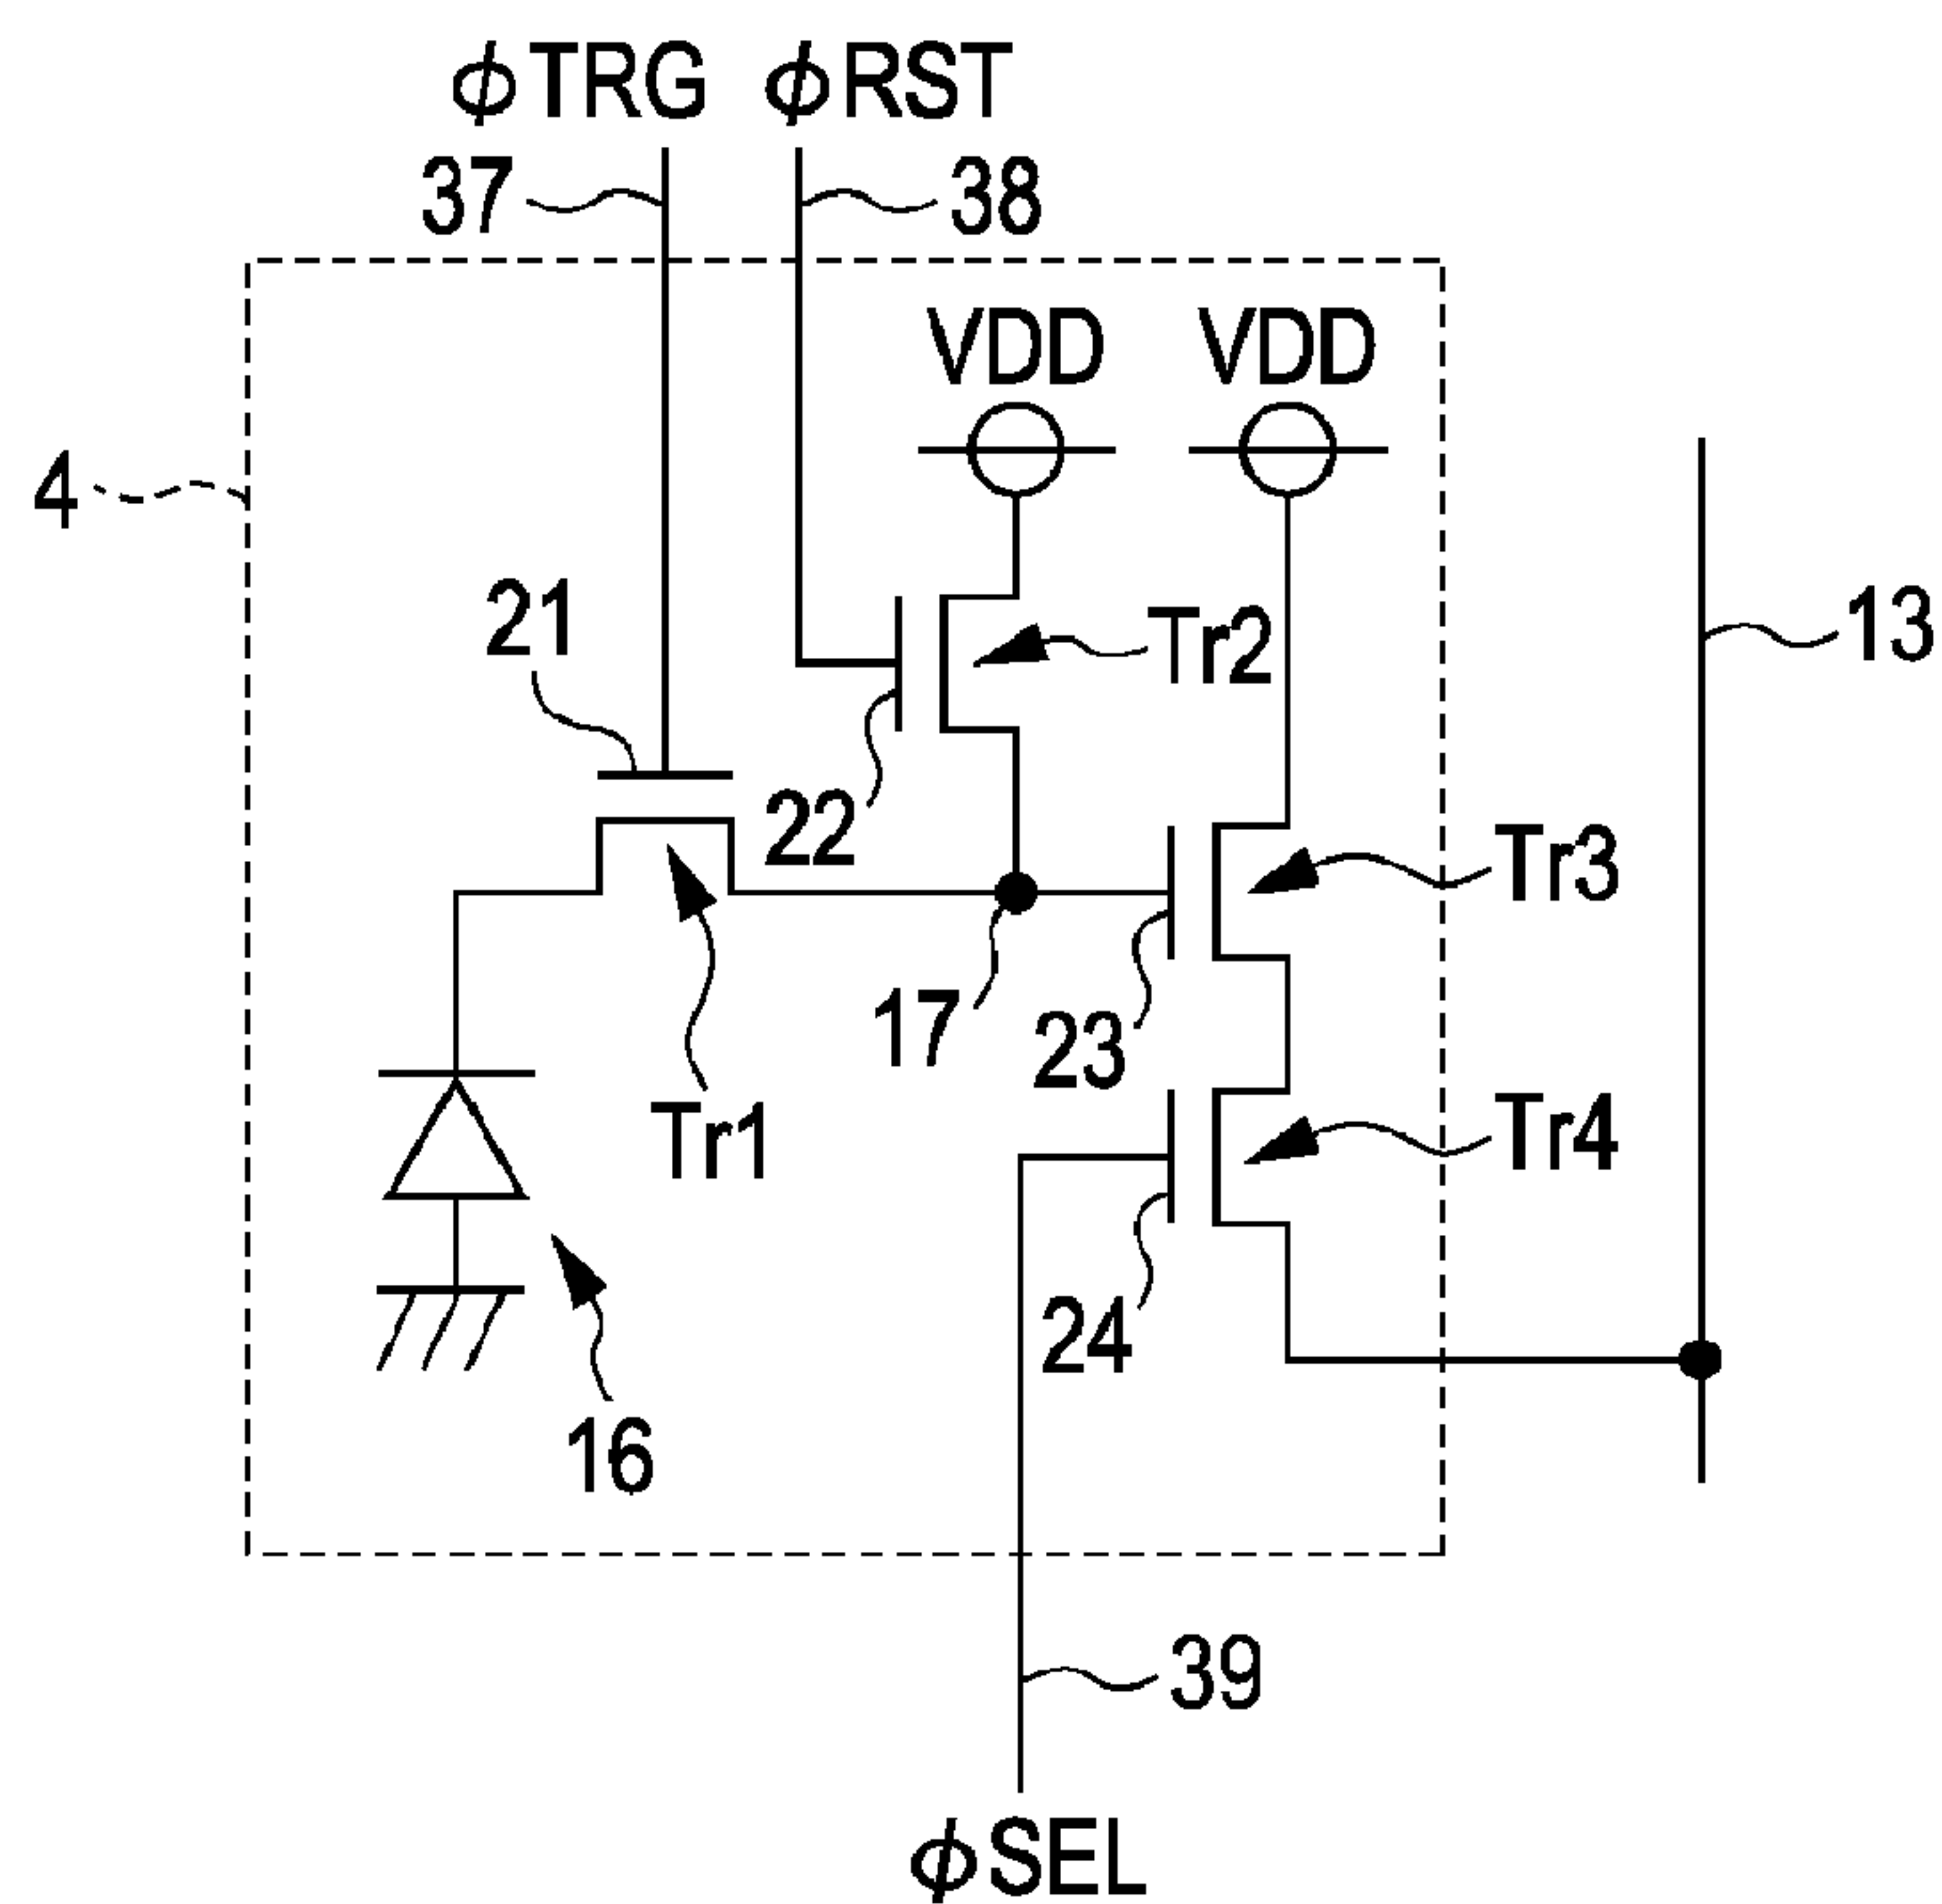 ϕTRG ϕRST
37 38
VDD VDD
4
21
Tr2
13
22
Tr3
17
23
Tr1
Tr4
24
16
39
ϕSEL